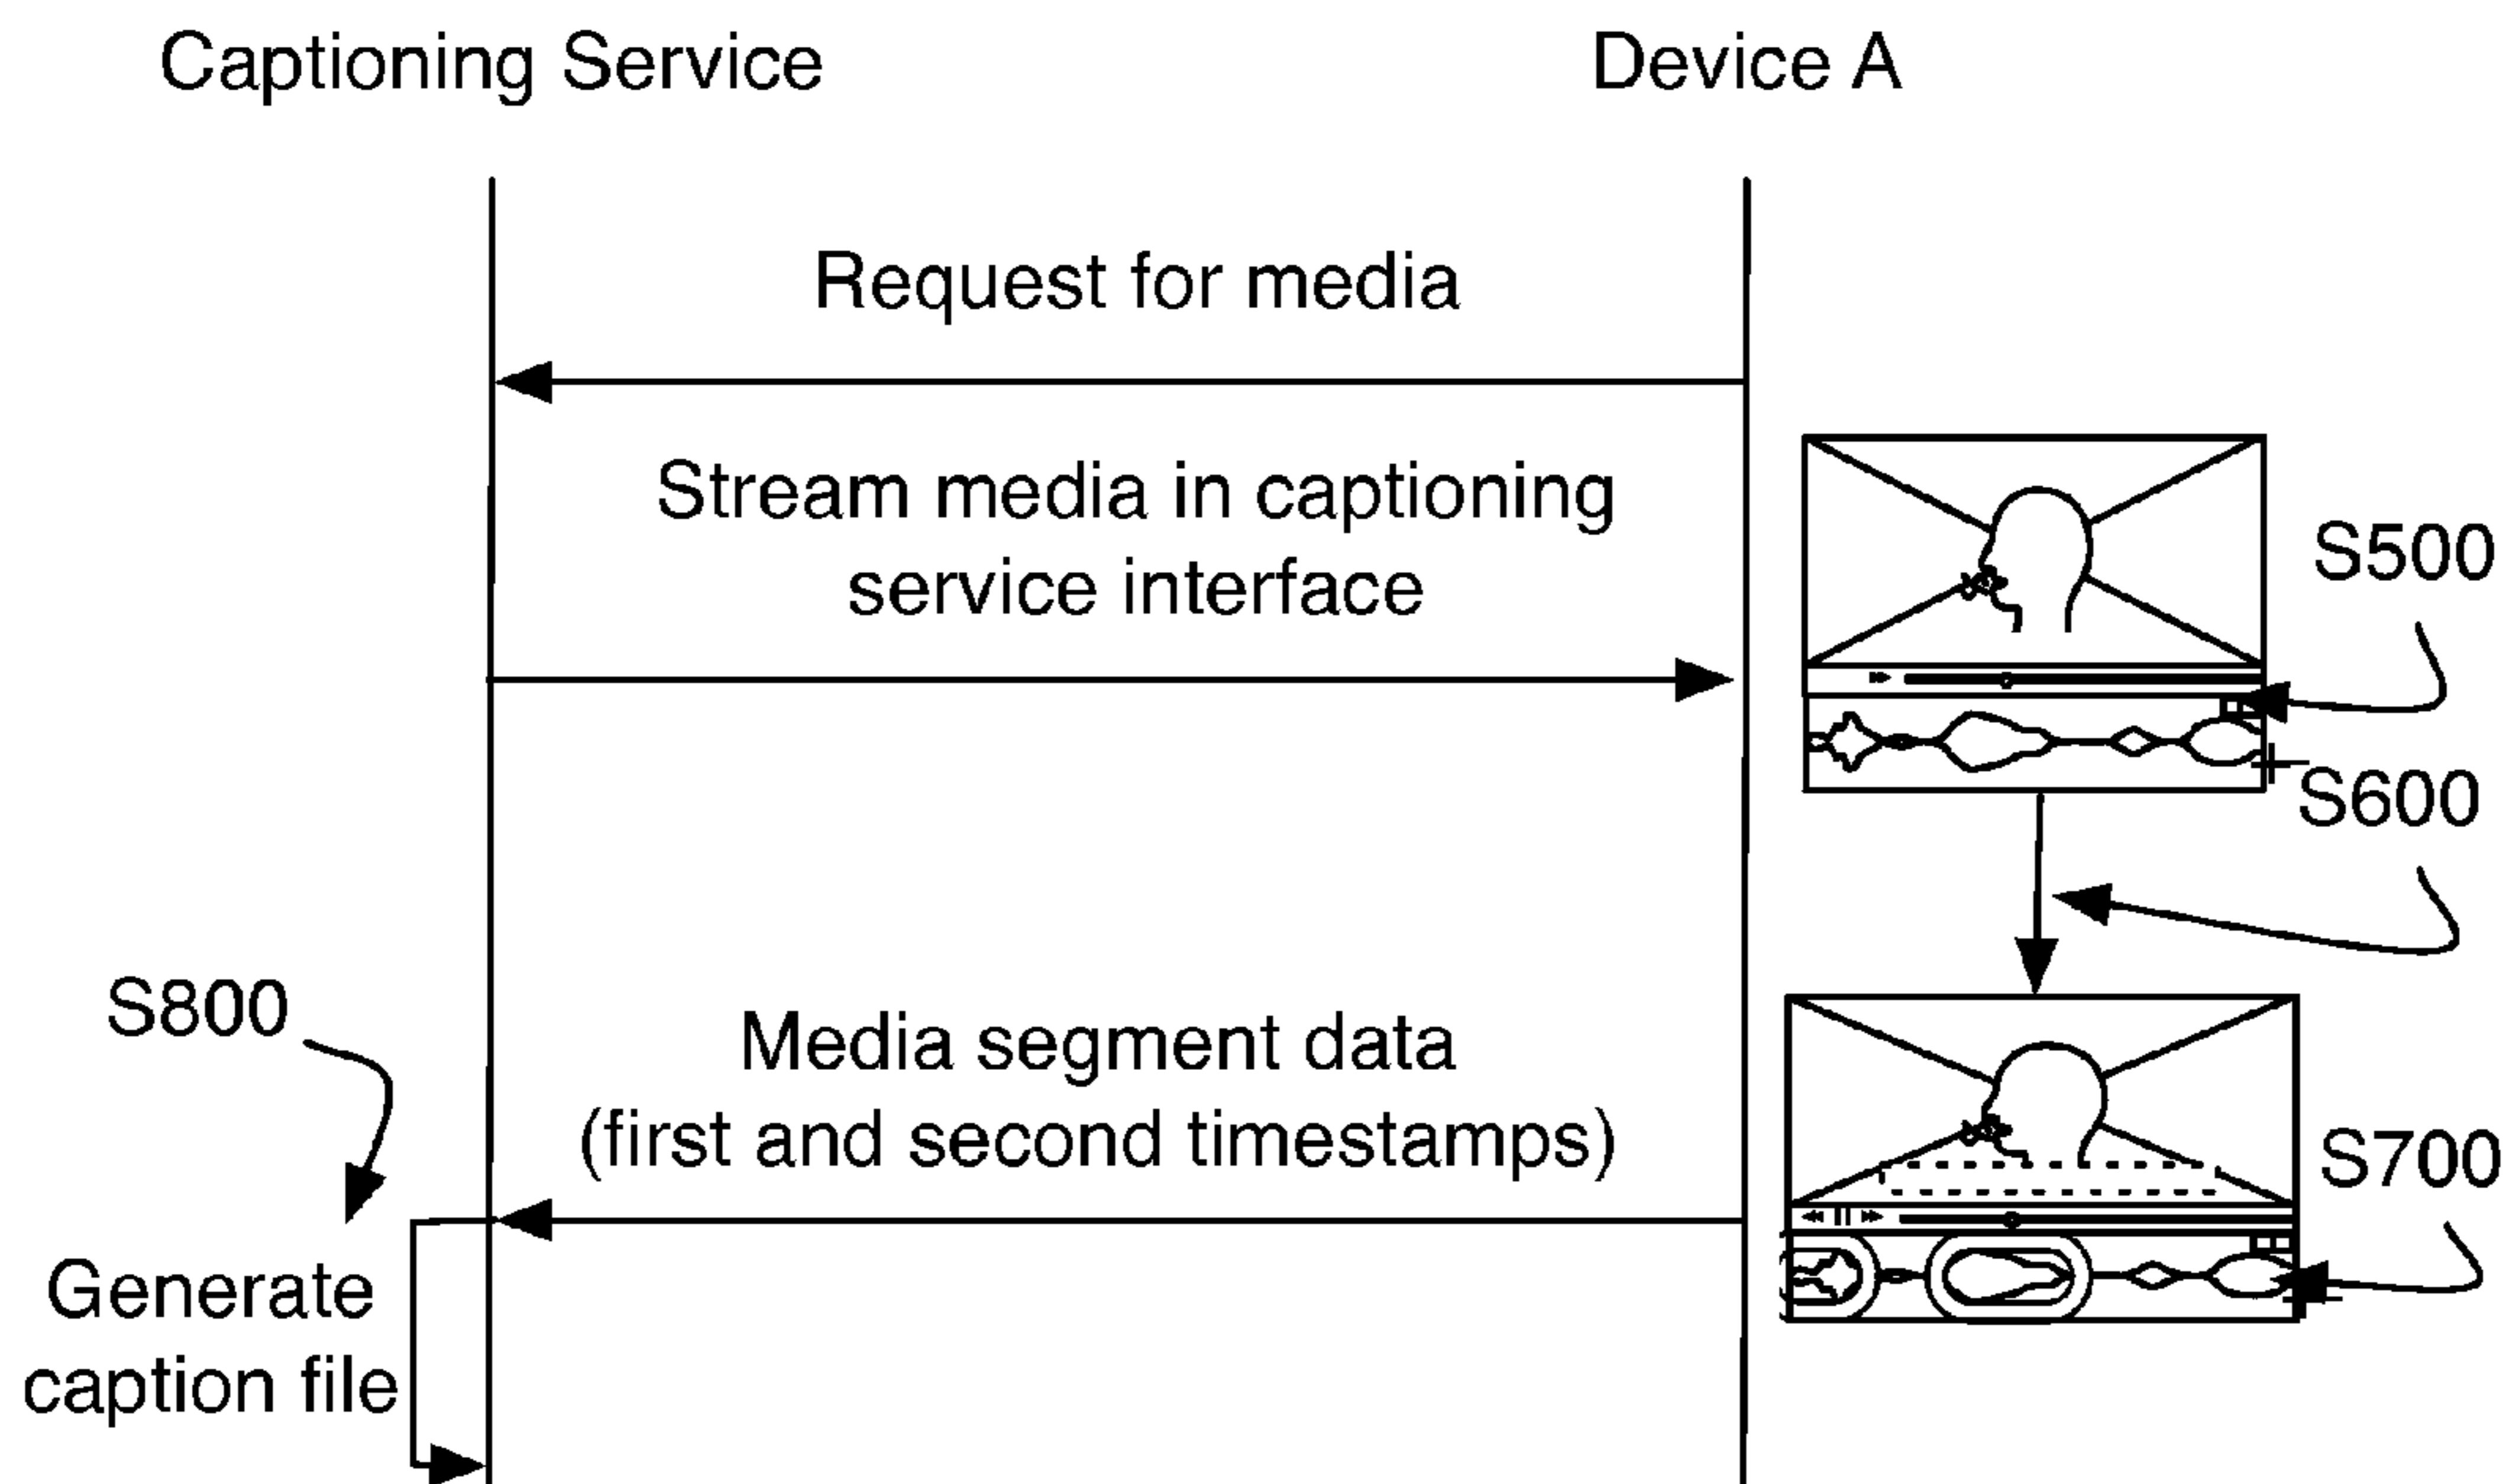 Captioning Service
Device A
Request for media
Stream media in captioning
service interface
S500
S600
S800
Media segment data
(first and second timestamps)
S700
Generate
caption file